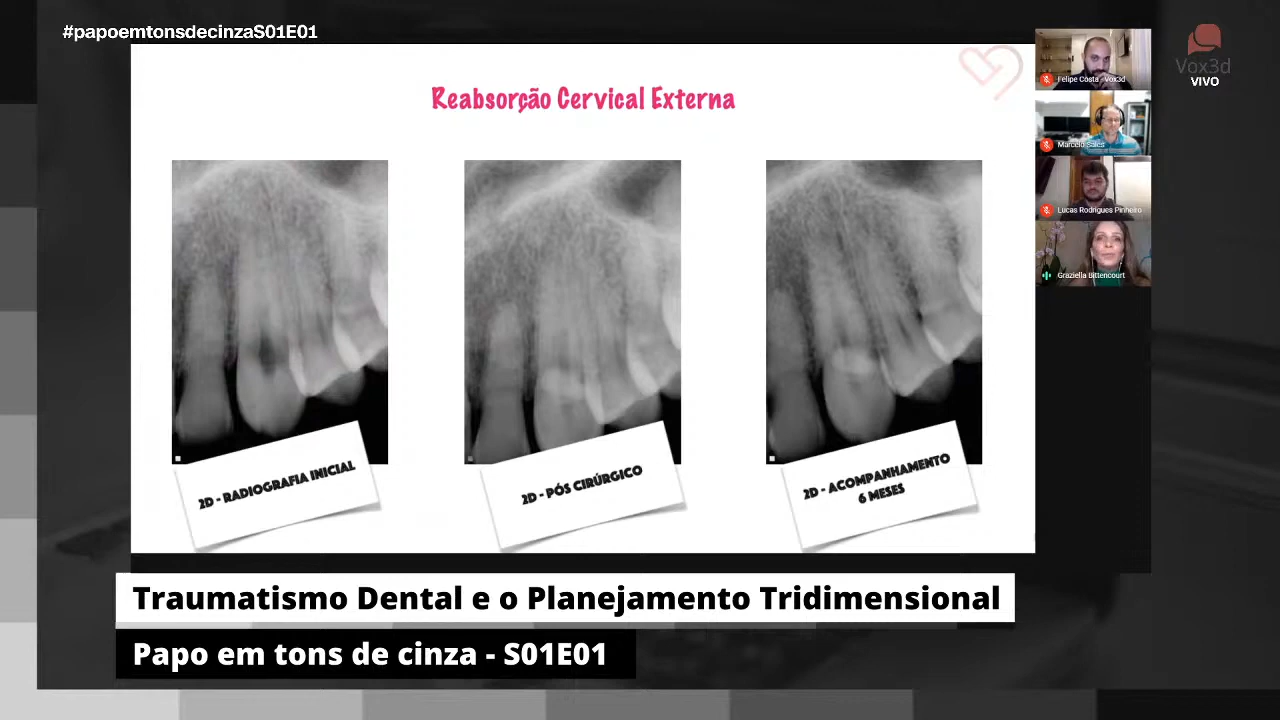 #papoemtonsdecinzaS01E01
Reabsorção Cervical Externa
2D - RADIOGRAFIA INICIAL
2D - PÓS CIRÚRGICO
2D - ACOMPANHAMENTO
6 MESES
Felipe Costa - Vox3d
Marcelo Sales
Lucas Rodrigues Pinheiro
Graziella Bittencourt
Vox3d
VIVO
Traumatismo Dental e o Planejamento Tridimensional
Papo em tons de cinza - S01E01